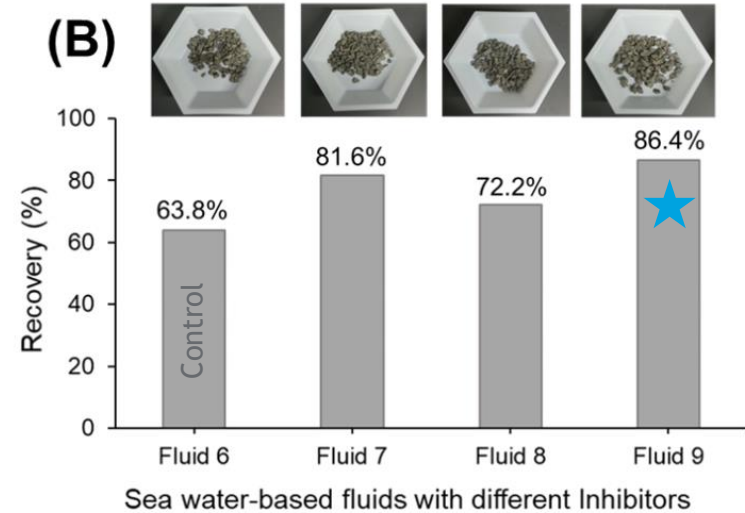 (B)
100
80
60
40
20
0
Recovery (%)
63.8%
81.6%
72.2%
86.4%
Control
Fluid 6
Fluid 7
Fluid 8
Fluid 9
Sea water-based fluids with different Inhibitors